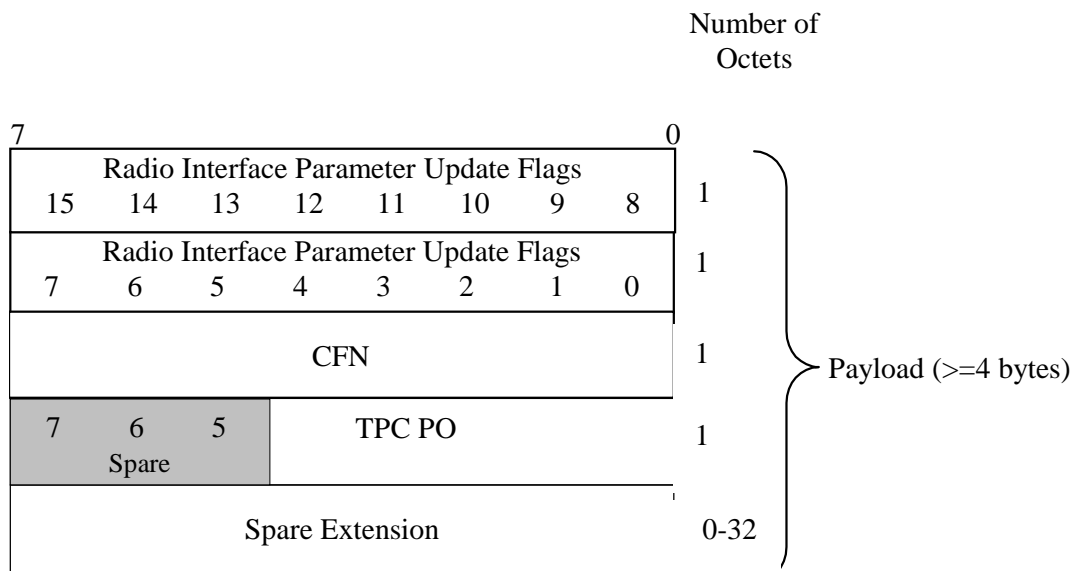 Number of
Octets
7 0
Radio Interface Parameter Update Flags
15 14 13 12 11 10 9 8 1
Radio Interface Parameter Update Flags
7 6 5 4 3 2 1 0 1
CFN 1
Payload (>=4 bytes)
7 6 5 TPC PO 1
Spare
Spare Extension 0-32